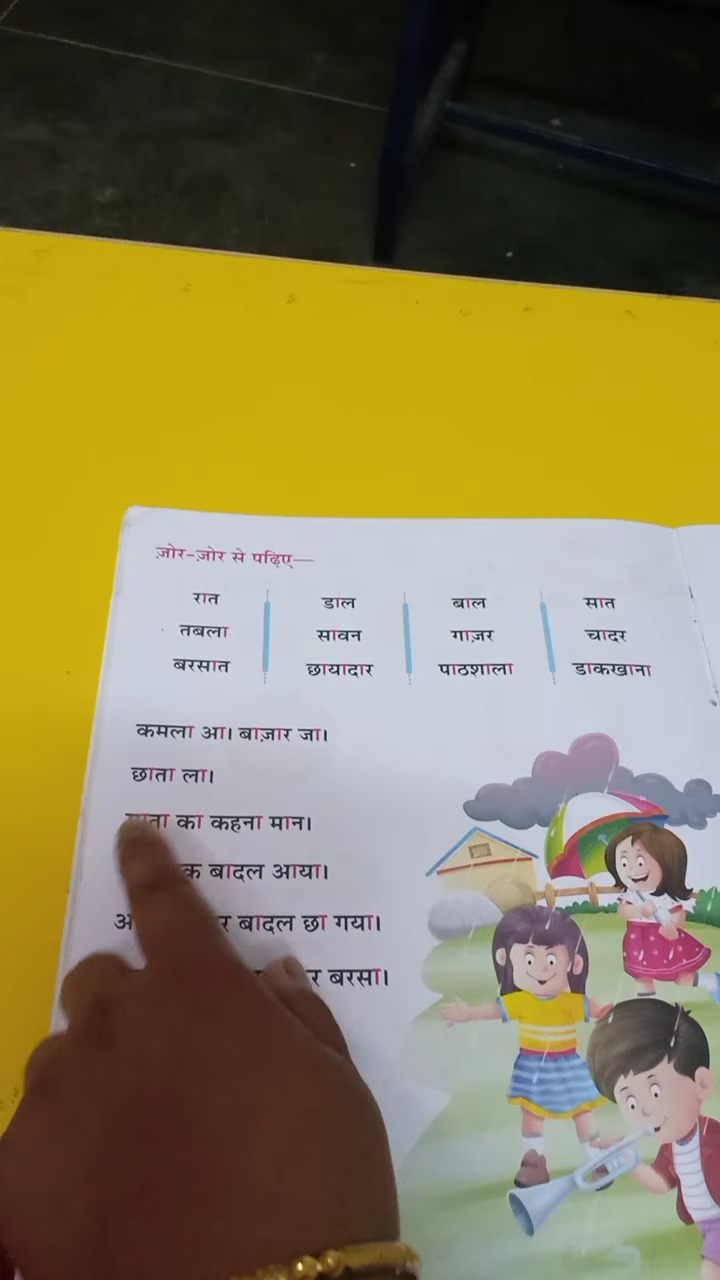 ज़ोर-ज़ोर से पढ़िए—
रात डाल बाल सात
तबला सावन गाज़र चादर
बरसात छायादार पाठशाला डाकखाना
कमला आ। बाज़ार जा।
छाता ला।
का कहना मान।
बादल आया।
बादल छा गया।
बरसा।